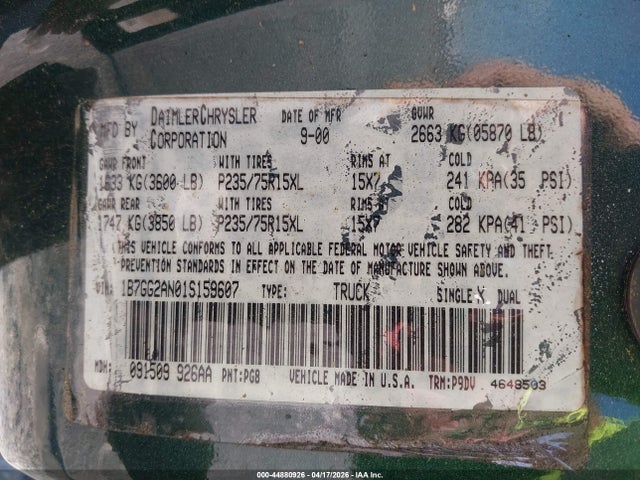 MFD BY DAIMLERCHRYSLER CORPORATION DATE OF MFR 9-00 GVWR 2663 KG(05870 LB)
GAWR FRONT WITH TIRES RIMS AT COLD
1633 KG(3600 LB) P235/75R15XL 15X7 241 KPA(35 PSI)
GAWR REAR WITH TIRES RIMS AT COLD
1747 KG(3850 LB) P235/75R15XL 15X7 282 KPA(41 PSI)
THIS VEHICLE CONFORMS TO ALL APPLICABLE FEDERAL MOTOR VEHICLE SAFETY AND THEFT
PREVENTION STANDARDS IN EFFECT ON THE DATE OF MANUFACTURE SHOWN ABOVE.
VIN: 1B7GG2AN01S159607 TYPE: TRUCK SINGLE X DUAL
MDH: 091509 926AA PNT:PG8 VEHICLE MADE IN U.S.A. TRM:P9DV 4648503
000-44880926 - 04/17/2026 - IAA Inc.